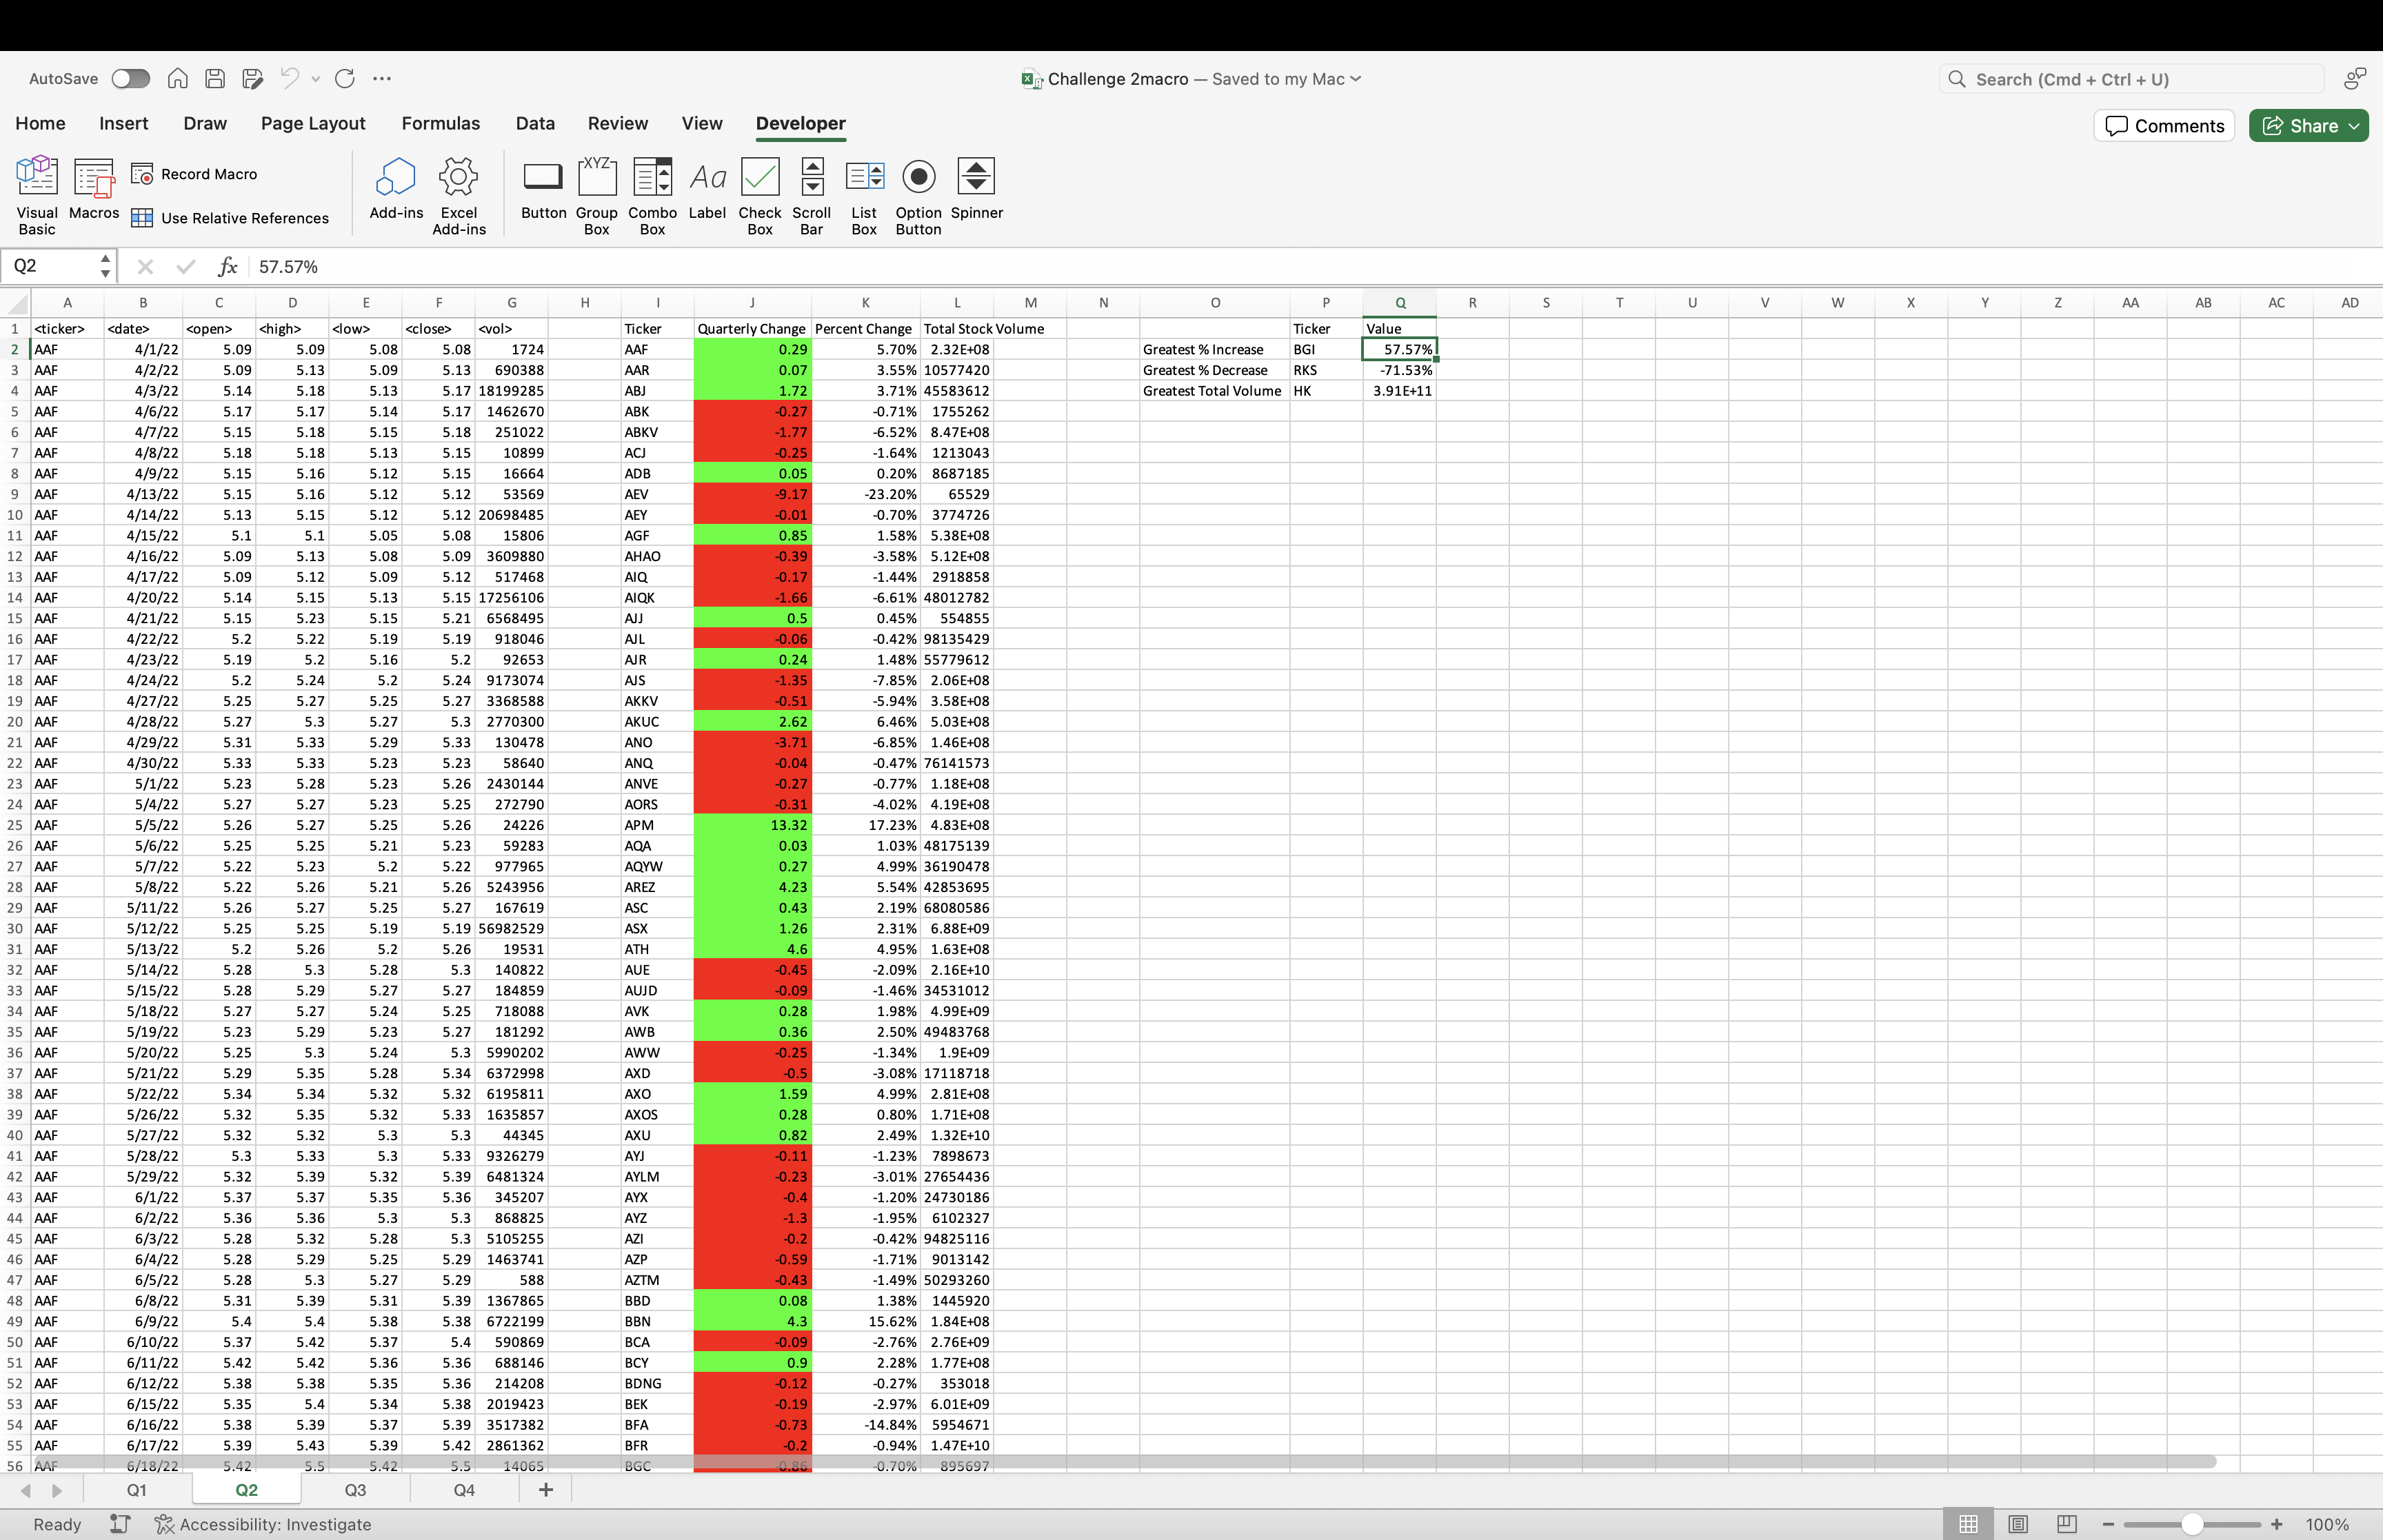 AutoSave
Challenge 2macro — Saved to my Mac
Search (Cmd + Ctrl + U)
Home Insert Draw Page Layout Formulas Data Review View Developer
Comments Share
Visual Basic Macros Record Macro Use Relative References Add-ins Excel Add-ins Button Group Box Combo Box Label Check Box Scroll Bar List Box Option Button Spinner
Q2 fx 57.57%
A B C D E F G H I J K L M N O P Q R S T U V W X Y Z AA AB AC AD
1 <ticker> <date> <open> <high> <low> <close> <vol> Ticker Quarterly Change Percent Change Total Stock Volume Ticker Value
2 AAF 4/1/22 5.09 5.09 5.08 5.08 1724 AAF 0.29 5.70% 2.32E+08 Greatest % Increase BGI 57.57%
3 AAF 4/2/22 5.09 5.13 5.09 5.13 690388 AAR 0.07 3.55% 10577420 Greatest % Decrease RKS -71.53%
4 AAF 4/3/22 5.14 5.18 5.13 5.17 18199285 ABJ 1.72 3.71% 45583612 Greatest Total Volume HK 3.91E+11
5 AAF 4/6/22 5.17 5.17 5.14 5.17 1462670 ABK -0.27 -0.71% 1755262
6 AAF 4/7/22 5.15 5.18 5.15 5.18 251022 ABKV -1.77 -6.52% 8.47E+08
7 AAF 4/8/22 5.18 5.18 5.13 5.15 10899 ACJ -0.25 -1.64% 1213043
8 AAF 4/9/22 5.15 5.16 5.12 5.15 16664 ADB 0.05 0.20% 8687185
9 AAF 4/13/22 5.15 5.16 5.12 5.12 53569 AEV -9.17 -23.20% 65529
10 AAF 4/14/22 5.13 5.15 5.12 5.12 20698485 AEY -0.01 -0.70% 3774726
11 AAF 4/15/22 5.1 5.1 5.05 5.08 15806 AGF 0.85 1.58% 5.38E+08
12 AAF 4/16/22 5.09 5.13 5.08 5.09 3609880 AHAO -0.39 -3.58% 5.12E+08
13 AAF 4/17/22 5.09 5.12 5.09 5.12 517468 AIQ -0.17 -1.44% 2918858
14 AAF 4/20/22 5.14 5.15 5.13 5.15 17256106 AIQK -1.66 -6.61% 48012782
15 AAF 4/21/22 5.15 5.23 5.15 5.21 6568495 AJJ 0.5 0.45% 554855
16 AAF 4/22/22 5.2 5.22 5.19 5.19 918046 AJL -0.06 -0.42% 98135429
17 AAF 4/23/22 5.19 5.2 5.16 5.2 92653 AJR 0.24 1.48% 55779612
18 AAF 4/24/22 5.2 5.24 5.2 5.24 9173074 AJS -1.35 -7.85% 2.06E+08
19 AAF 4/27/22 5.25 5.27 5.25 5.27 3368588 AKKV -0.51 -5.94% 3.58E+08
20 AAF 4/28/22 5.27 5.3 5.27 5.3 2770300 AKUC 2.62 6.46% 5.03E+08
21 AAF 4/29/22 5.31 5.33 5.29 5.33 130478 ANO -3.71 -6.85% 1.46E+08
22 AAF 4/30/22 5.33 5.33 5.23 5.23 58640 ANQ -0.04 -0.47% 76141573
23 AAF 5/1/22 5.23 5.28 5.23 5.26 2430144 ANVE -0.27 -0.77% 1.18E+08
24 AAF 5/4/22 5.27 5.27 5.23 5.25 272790 AORS -0.31 -4.02% 4.19E+08
25 AAF 5/5/22 5.26 5.27 5.25 5.26 24226 APM 13.32 17.23% 4.83E+08
26 AAF 5/6/22 5.25 5.25 5.21 5.23 59283 AQA 0.03 1.03% 48175139
27 AAF 5/7/22 5.22 5.23 5.2 5.22 977965 AQYW 0.27 4.99% 36190478
28 AAF 5/8/22 5.22 5.26 5.21 5.26 5243956 AREZ 4.23 5.54% 42853695
29 AAF 5/11/22 5.26 5.27 5.25 5.27 167619 ASC 0.43 2.19% 68080586
30 AAF 5/12/22 5.25 5.25 5.19 5.19 56982529 ASX 1.26 2.31% 6.88E+09
31 AAF 5/13/22 5.2 5.26 5.2 5.26 19531 ATH 4.6 4.95% 1.63E+08
32 AAF 5/14/22 5.28 5.3 5.28 5.3 140822 AUE -0.45 -2.09% 2.16E+10
33 AAF 5/15/22 5.28 5.29 5.27 5.27 184859 AUJD -0.09 -1.46% 34531012
34 AAF 5/18/22 5.27 5.27 5.24 5.25 718088 AVK 0.28 1.98% 4.99E+09
35 AAF 5/19/22 5.23 5.29 5.23 5.27 181292 AWB 0.36 2.50% 49483768
36 AAF 5/20/22 5.25 5.3 5.24 5.3 5990202 AWW -0.25 -1.34% 1.9E+09
37 AAF 5/21/22 5.29 5.35 5.28 5.34 6372998 AXD -0.5 -3.08% 17118718
38 AAF 5/22/22 5.34 5.34 5.32 5.32 6195811 AXO 1.59 4.99% 2.81E+08
39 AAF 5/26/22 5.32 5.35 5.32 5.33 1635857 AXOS 0.28 0.80% 1.71E+08
40 AAF 5/27/22 5.32 5.32 5.3 5.3 44345 AXU 0.82 2.49% 1.32E+10
41 AAF 5/28/22 5.3 5.33 5.3 5.33 9326279 AYJ -0.11 -1.23% 7898673
42 AAF 5/29/22 5.32 5.39 5.32 5.39 6481324 AYLM -0.23 -3.01% 27654436
43 AAF 6/1/22 5.37 5.37 5.35 5.36 345207 AYX -0.4 -1.20% 24730186
44 AAF 6/2/22 5.36 5.36 5.3 5.3 868825 AYZ -1.3 -1.95% 6102327
45 AAF 6/3/22 5.28 5.32 5.28 5.3 5105255 AZI -0.2 -0.42% 94825116
46 AAF 6/4/22 5.28 5.29 5.25 5.29 1463741 AZP -0.59 -1.71% 9013142
47 AAF 6/5/22 5.28 5.3 5.27 5.29 588 AZTM -0.43 -1.49% 50293260
48 AAF 6/8/22 5.31 5.39 5.31 5.39 1367865 BBD 0.08 1.38% 1445920
49 AAF 6/9/22 5.4 5.4 5.38 5.38 6722199 BBN 4.3 15.62% 1.84E+08
50 AAF 6/10/22 5.37 5.42 5.37 5.4 590869 BCA -0.09 -2.76% 2.76E+09
51 AAF 6/11/22 5.42 5.42 5.36 5.36 688146 BCY 0.9 2.28% 1.77E+08
52 AAF 6/12/22 5.38 5.38 5.35 5.36 214208 BDNG -0.12 -0.27% 353018
53 AAF 6/15/22 5.35 5.4 5.34 5.38 2019423 BEK -0.19 -2.97% 6.01E+09
54 AAF 6/16/22 5.38 5.39 5.37 5.39 3517382 BFA -0.73 -14.84% 5954671
55 AAF 6/17/22 5.39 5.43 5.39 5.42 2861362 BFR -0.2 -0.94% 1.47E+10
56 AAF 6/18/22 5.42 5.5 5.42 5.5 14065 BGC -0.86 -0.70% 895697
Q1 Q2 Q3 Q4 +
Ready Accessibility: Investigate 100%